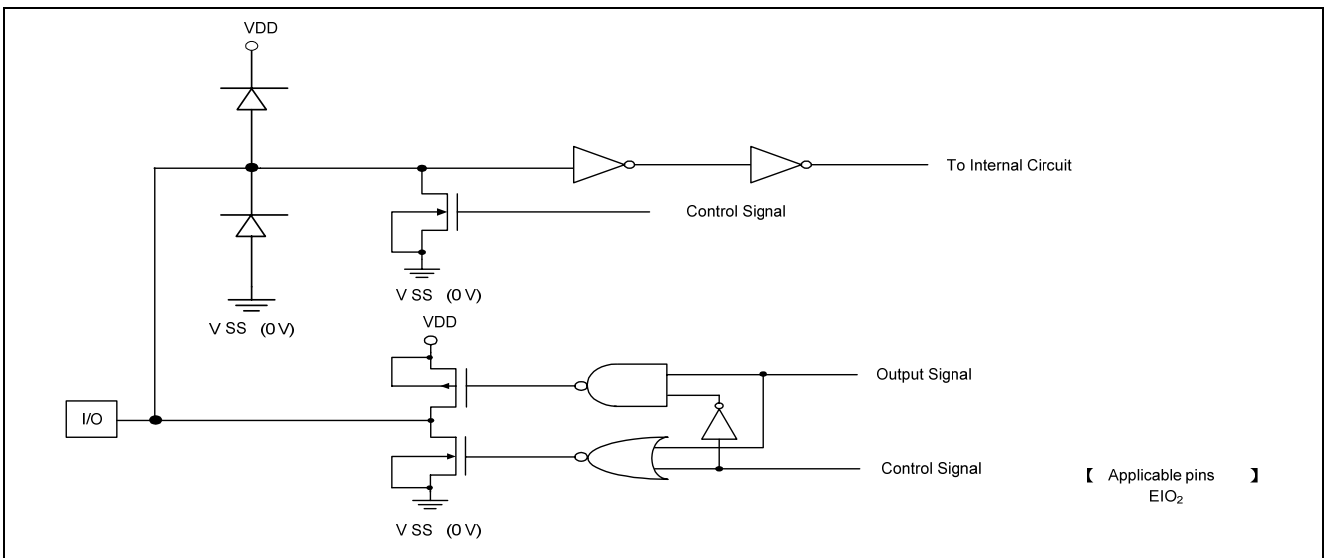 VDD
To Internal Circuit
Control Signal
V SS (0 V)
VDD
V SS (0 V)
Output Signal
I/O
Control Signal
【 Applicable pins 】
EIO₂
V SS (0 V)